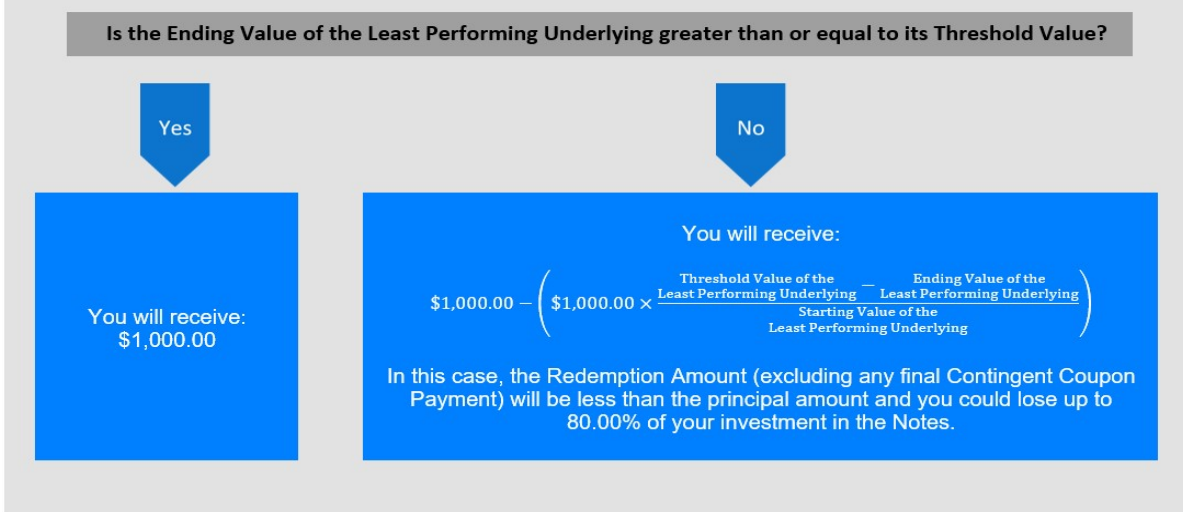 Is the Ending Value of the Least Performing Underlying greater than or equal to its Threshold Value?
Yes
No
You will receive:
$1,000.00
You will receive:
$1,000.00 − ( $1,000.00 ×
Threshold Value of the
Least Performing Underlying
−
Ending Value of the
Least Performing Underlying
Starting Value of the
Least Performing Underlying
)
In this case, the Redemption Amount (excluding any final Contingent Coupon
Payment) will be less than the principal amount and you could lose up to
80.00% of your investment in the Notes.